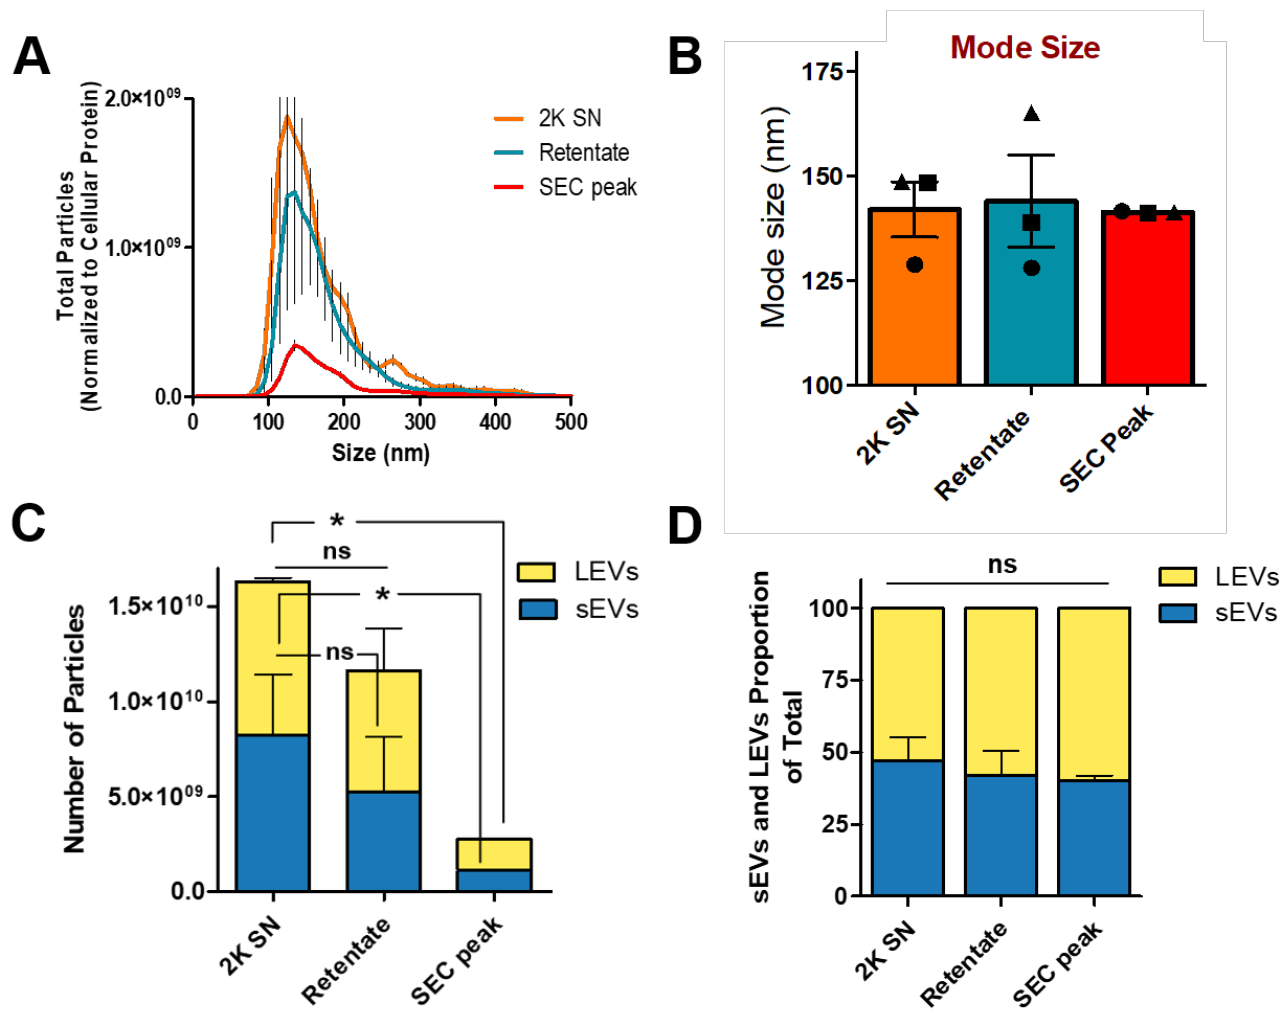 A
Total Particles
(Normalized to Cellular Protein)
2.0×10⁰⁹
1.0×10⁰⁹
0.0
0 100 200 300 400 500
Size (nm)
2K SN
Retentate
SEC peak
B
Mode Size
Mode size (nm)
175
150
125
100
2K SN
Retentate
SEC Peak
C
Number of Particles
1.5×10¹⁰
1.0×10¹⁰
5.0×10⁰⁹
0.0
*
ns
*
ns
LEVs
sEVs
2K SN
Retentate
SEC peak
D
sEVs and LEVs Proportion
of Total
100
75
50
25
0
ns
LEVs
sEVs
2K SN
Retentate
SEC peak